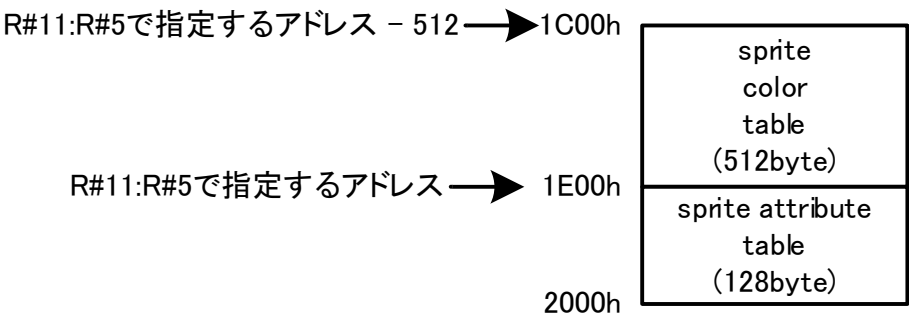 R#11:R#5で指定するアドレス - 512 1C00h
sprite
color
table
(512byte)
R#11:R#5で指定するアドレス 1E00h
sprite attribute
table
(128byte)
2000h